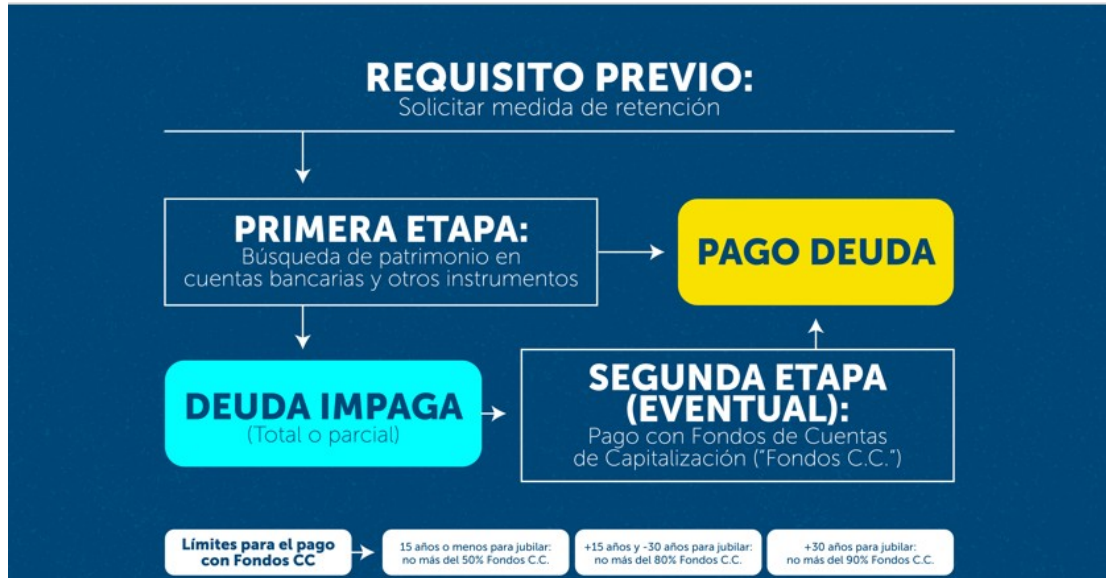 REQUISITO PREVIO:
Solicitar medida de retención
PRIMERA ETAPA:
Búsqueda de patrimonio en
cuentas bancarias y otros instrumentos
PAGO DEUDA
DEUDA IMPAGA
(Total o parcial)
SEGUNDA ETAPA
(EVENTUAL):
Pago con Fondos de Cuentas
de Capitalización ("Fondos C.C.")
Límites para el pago
con Fondos CC
15 años o menos para jubilar:
no más del 50% Fondos C.C.
+15 años y -30 años para jubilar:
no más del 80% Fondos C.C.
+30 años para jubilar:
no más del 90% Fondos C.C.